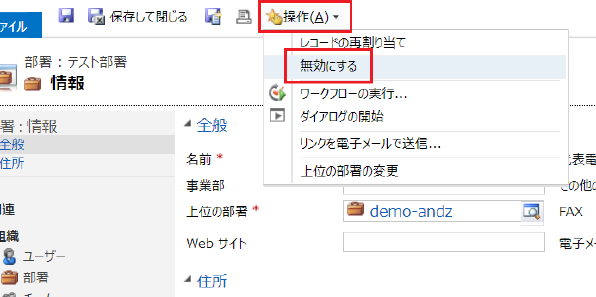 ァイル
保存して閉じる
操作(A)
部署 : テスト部署
情報
レコードの再割り当て
無効にする
ワークフローの実行...
ダイアログの開始
リンクを電子メールで送信...
上位の部署の変更
署 : 情報
全般
住所
組織
ユーザー
部署
全般
名前 *
事業部
上位の部署 *
demo-andz
FAX
Web サイト
電子メー
住所
代表電
その他の